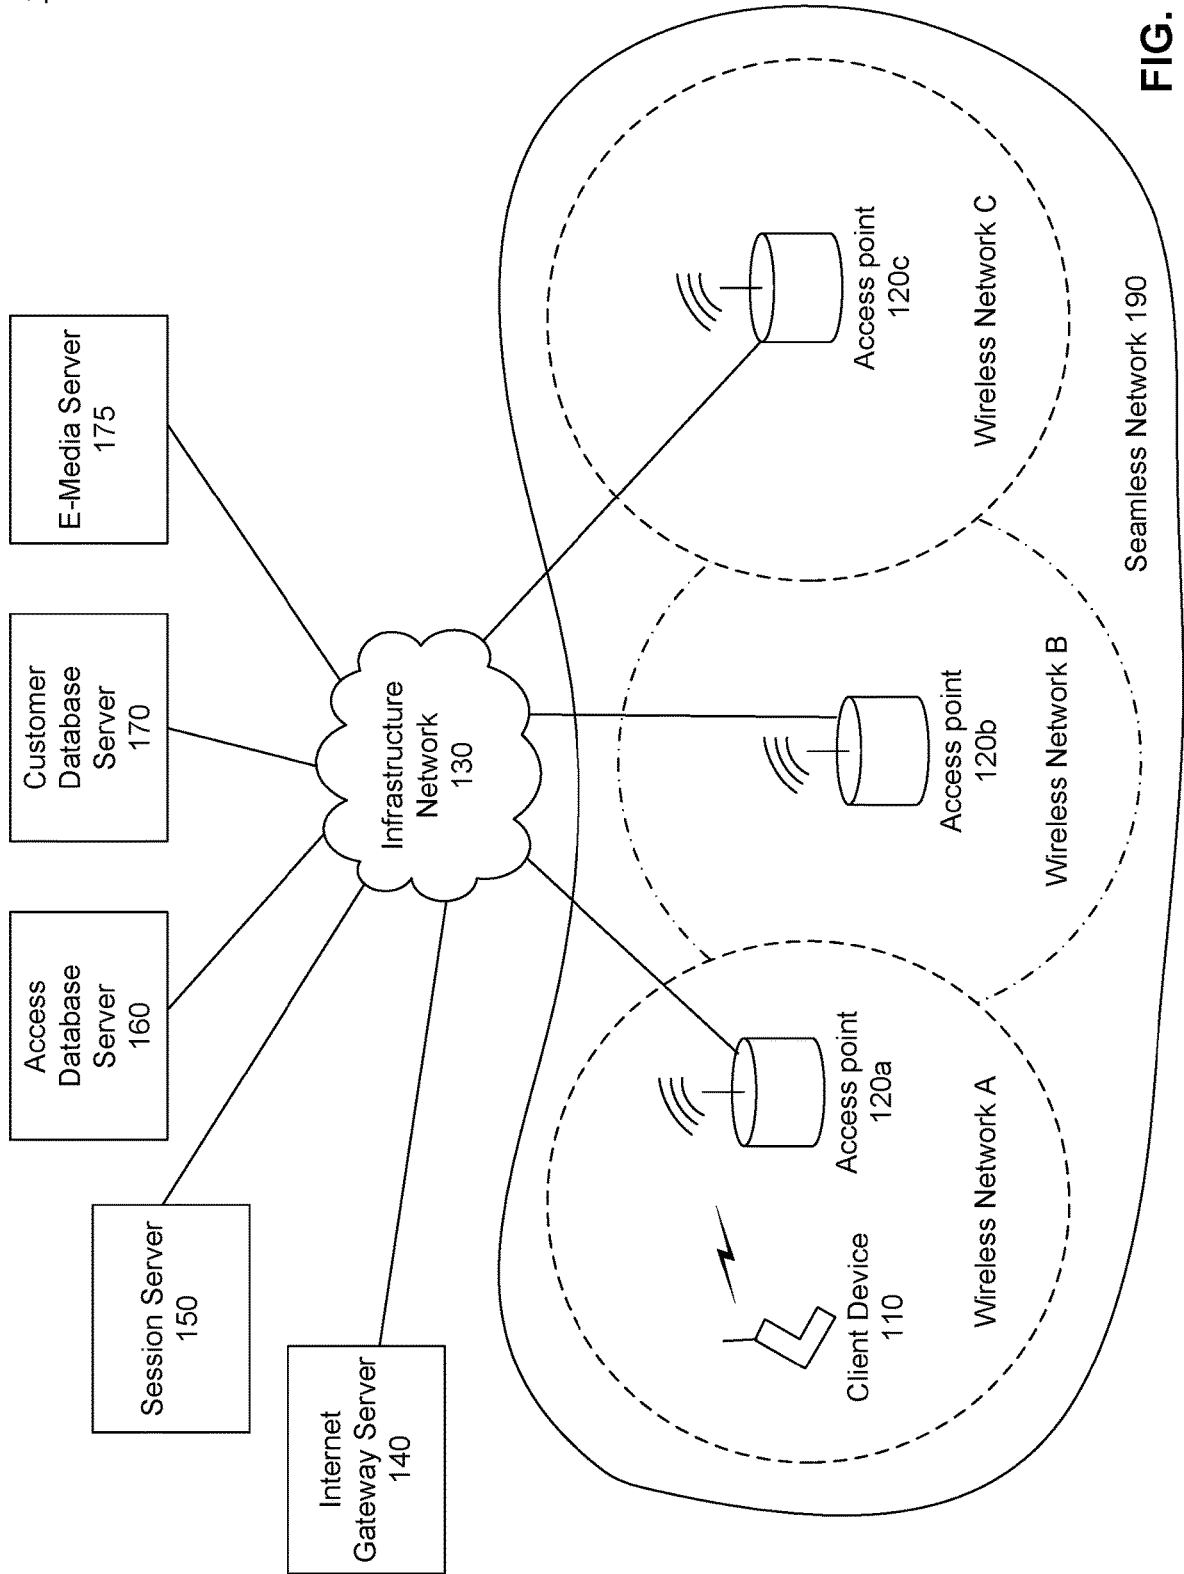 E-Media Server
175
Customer
Database
Server
170
Access
Database
Server
160
Session Server
150
Internet
Gateway Server
140
Infrastructure
Network
130
Access point
120a
Access point
120b
Access point
120c
Client Device
110
Wireless Network A
Wireless Network B
Wireless Network C
Seamless Network 190
FIG.